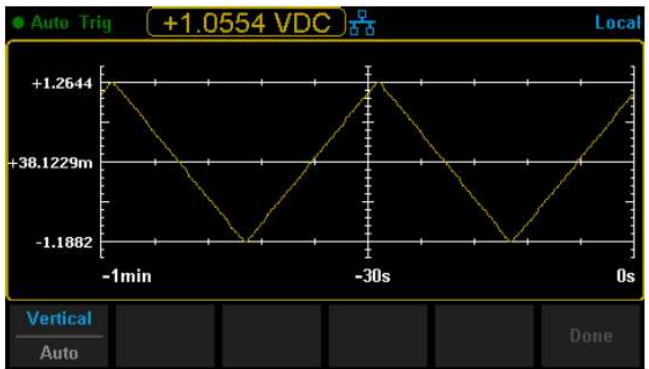 Auto Trig +1.0554 VDC Local
+1.2644
+38.1229m
-1.1882
-1min -30s 0s
Vertical
Auto
Done